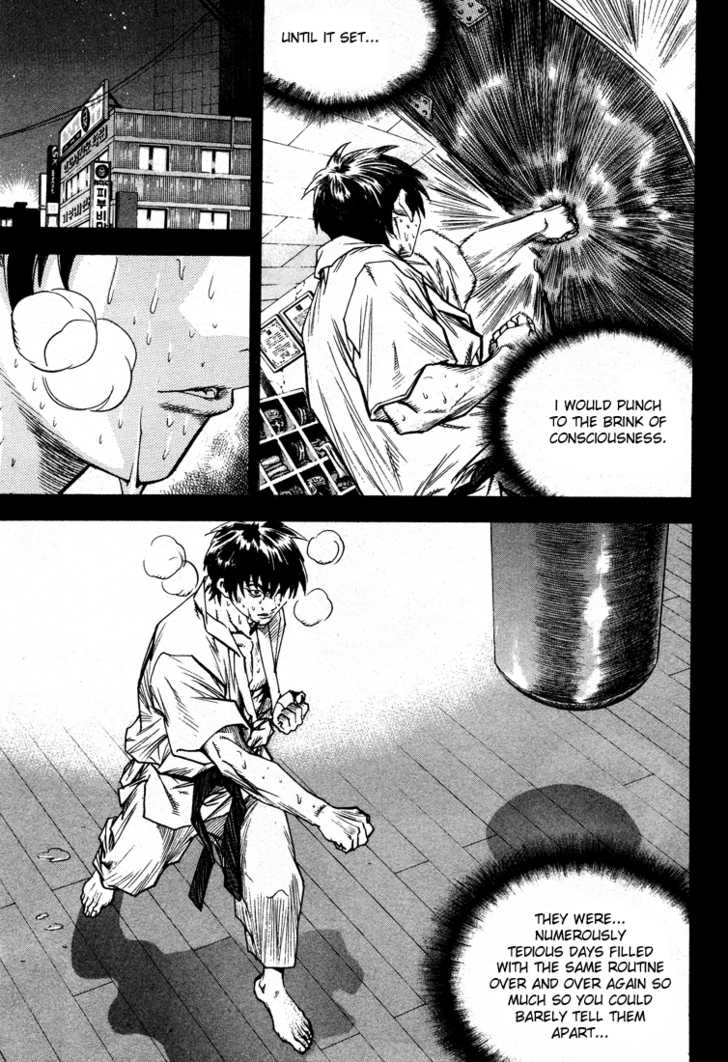 UNTIL IT SET...
I WOULD PUNCH
TO THE BRINK OF
CONSCIOUSNESS.
THEY WERE...
NUMEROUSLY
TEDIOUS DAYS FILLED
WITH THE SAME ROUTINE
OVER AND OVER AGAIN SO
MUCH SO YOU COULD
BARELY TELL THEM
APART...